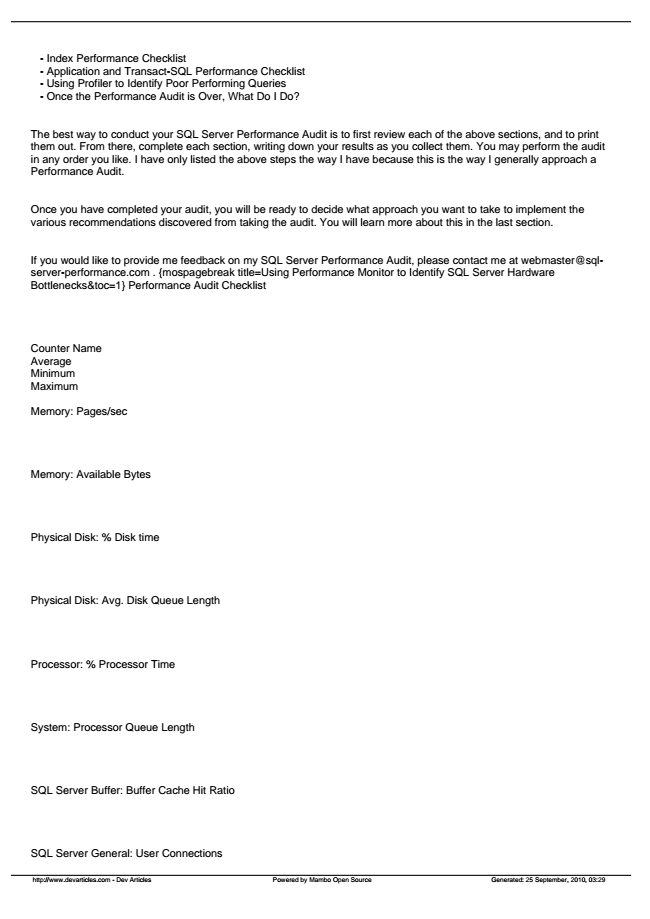 - Index Performance Checklist
- Application and Transact-SQL Performance Checklist
- Using Profiler to Identify Poor Performing Queries
- Once the Performance Audit is Over, What Do I Do?
The best way to conduct your SQL Server Performance Audit is to first review each of the above sections, and to print
them out. From there, complete each section, writing down your results as you collect them. You may perform the audit
in any order you like. I have only listed the above steps the way I have because this is the way I generally approach a
Performance Audit.
Once you have completed your audit, you will be ready to decide what approach you want to take to implement the
various recommendations discovered from taking the audit. You will learn more about this in the last section.
If you would like to provide me feedback on my SQL Server Performance Audit, please contact me at webmaster@sql-
server-performance.com . {mospagebreak title=Using Performance Monitor to Identify SQL Server Hardware
Bottlenecks&toc=1} Performance Audit Checklist
Counter Name
Average
Minimum
Maximum
Memory: Pages/sec
Memory: Available Bytes
Physical Disk: % Disk time
Physical Disk: Avg. Disk Queue Length
Processor: % Processor Time
System: Processor Queue Length
SQL Server Buffer: Buffer Cache Hit Ratio
SQL Server General: User Connections
http://www.devarticles.com - Dev Articles Powered by Mambo Open Source Generated: 25 September, 2010, 03:29